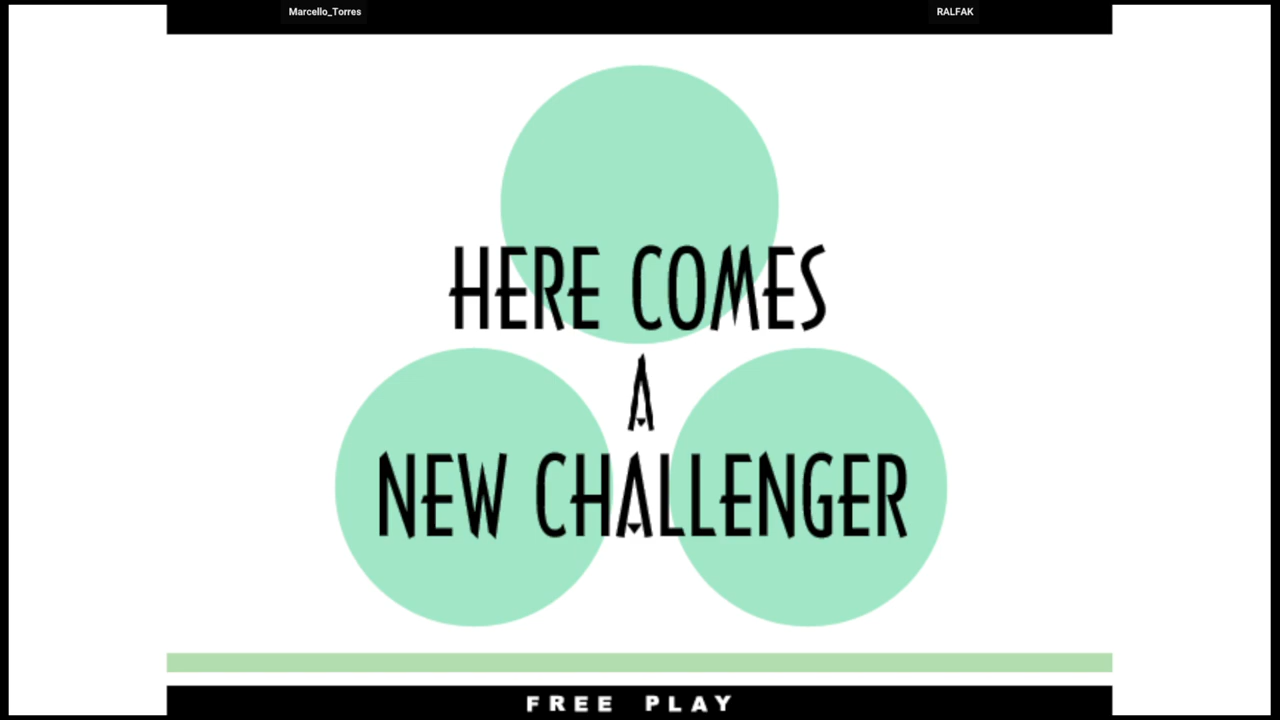 Marcello_Torres RALFAK
HERE COMES
A
NEW CHALLENGER
FREE PLAY